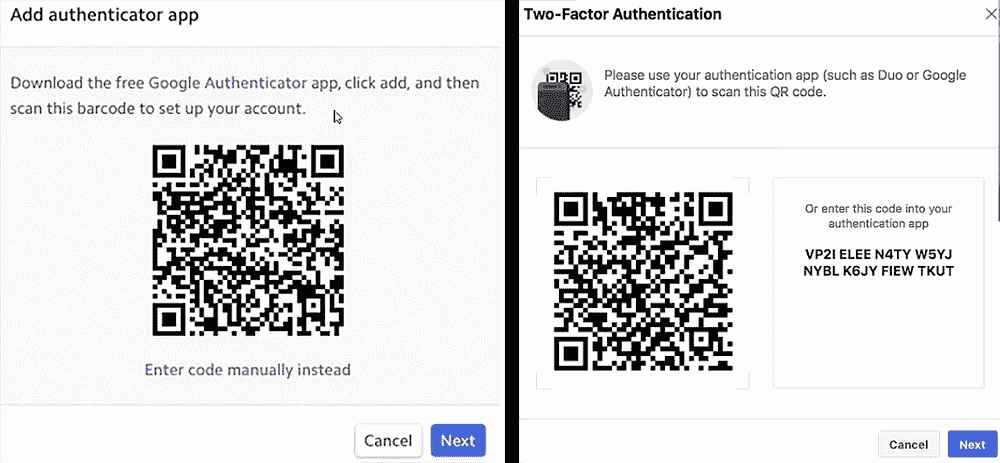 Add authenticator app
Download the free Google Authenticator app, click add, and then
scan this barcode to set up your account.
Enter code manually instead
Cancel
Next
Two-Factor Authentication
Please use your authentication app (such as Duo or Google
Authenticator) to scan this QR code.
Or enter this code into your
authentication app
VP2I ELEE N4TY W5YJ
NYBL K6JY FIEW TKUT
Cancel
Next